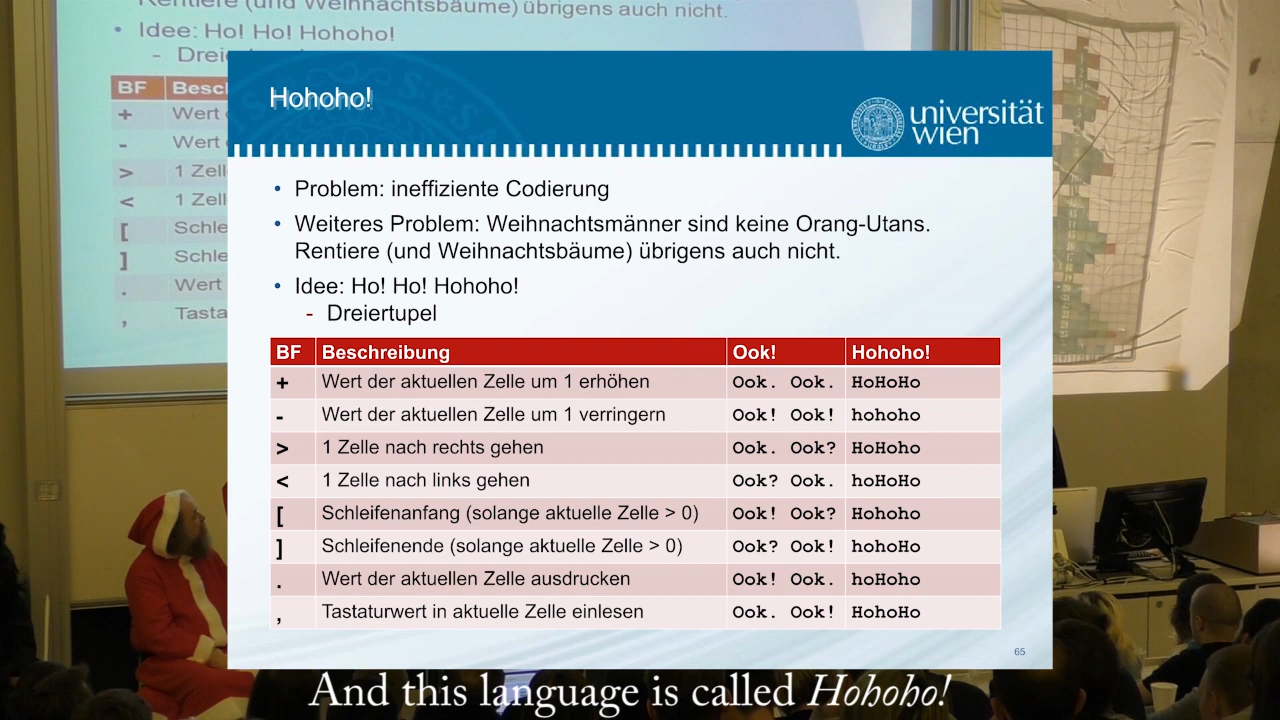 Rentiere (und Weihnachtsbäume) übrigens auch nicht.
• Idee: Ho! Ho! Hohoho!
- Dreie
BF Besch
+ Wert
- Wert
> 1 Zell
< 1 Zell
[ Schle
] Schle
. Wert
, Tasta
Hohoho!
universität
wien
• Problem: ineffiziente Codierung
• Weiteres Problem: Weihnachtsmänner sind keine Orang-Utans.
Rentiere (und Weihnachtsbäume) übrigens auch nicht.
• Idee: Ho! Ho! Hohoho!
- Dreiertupel
BF Beschreibung Ook! Hohoho!
+ Wert der aktuellen Zelle um 1 erhöhen Ook. Ook. HoHoHo
- Wert der aktuellen Zelle um 1 verringern Ook! Ook! hohoho
> 1 Zelle nach rechts gehen Ook. Ook? HoHoho
< 1 Zelle nach links gehen Ook? Ook. hoHoHo
[ Schleifenanfang (solange aktuelle Zelle > 0) Ook! Ook? Hohoho
] Schleifenende (solange aktuelle Zelle > 0) Ook? Ook! hohoHo
. Wert der aktuellen Zelle ausdrucken Ook! Ook. hoHoho
, Tastaturwert in aktuelle Zelle einlesen Ook. Ook! HohoHo
65
And this language is called Hohoho!